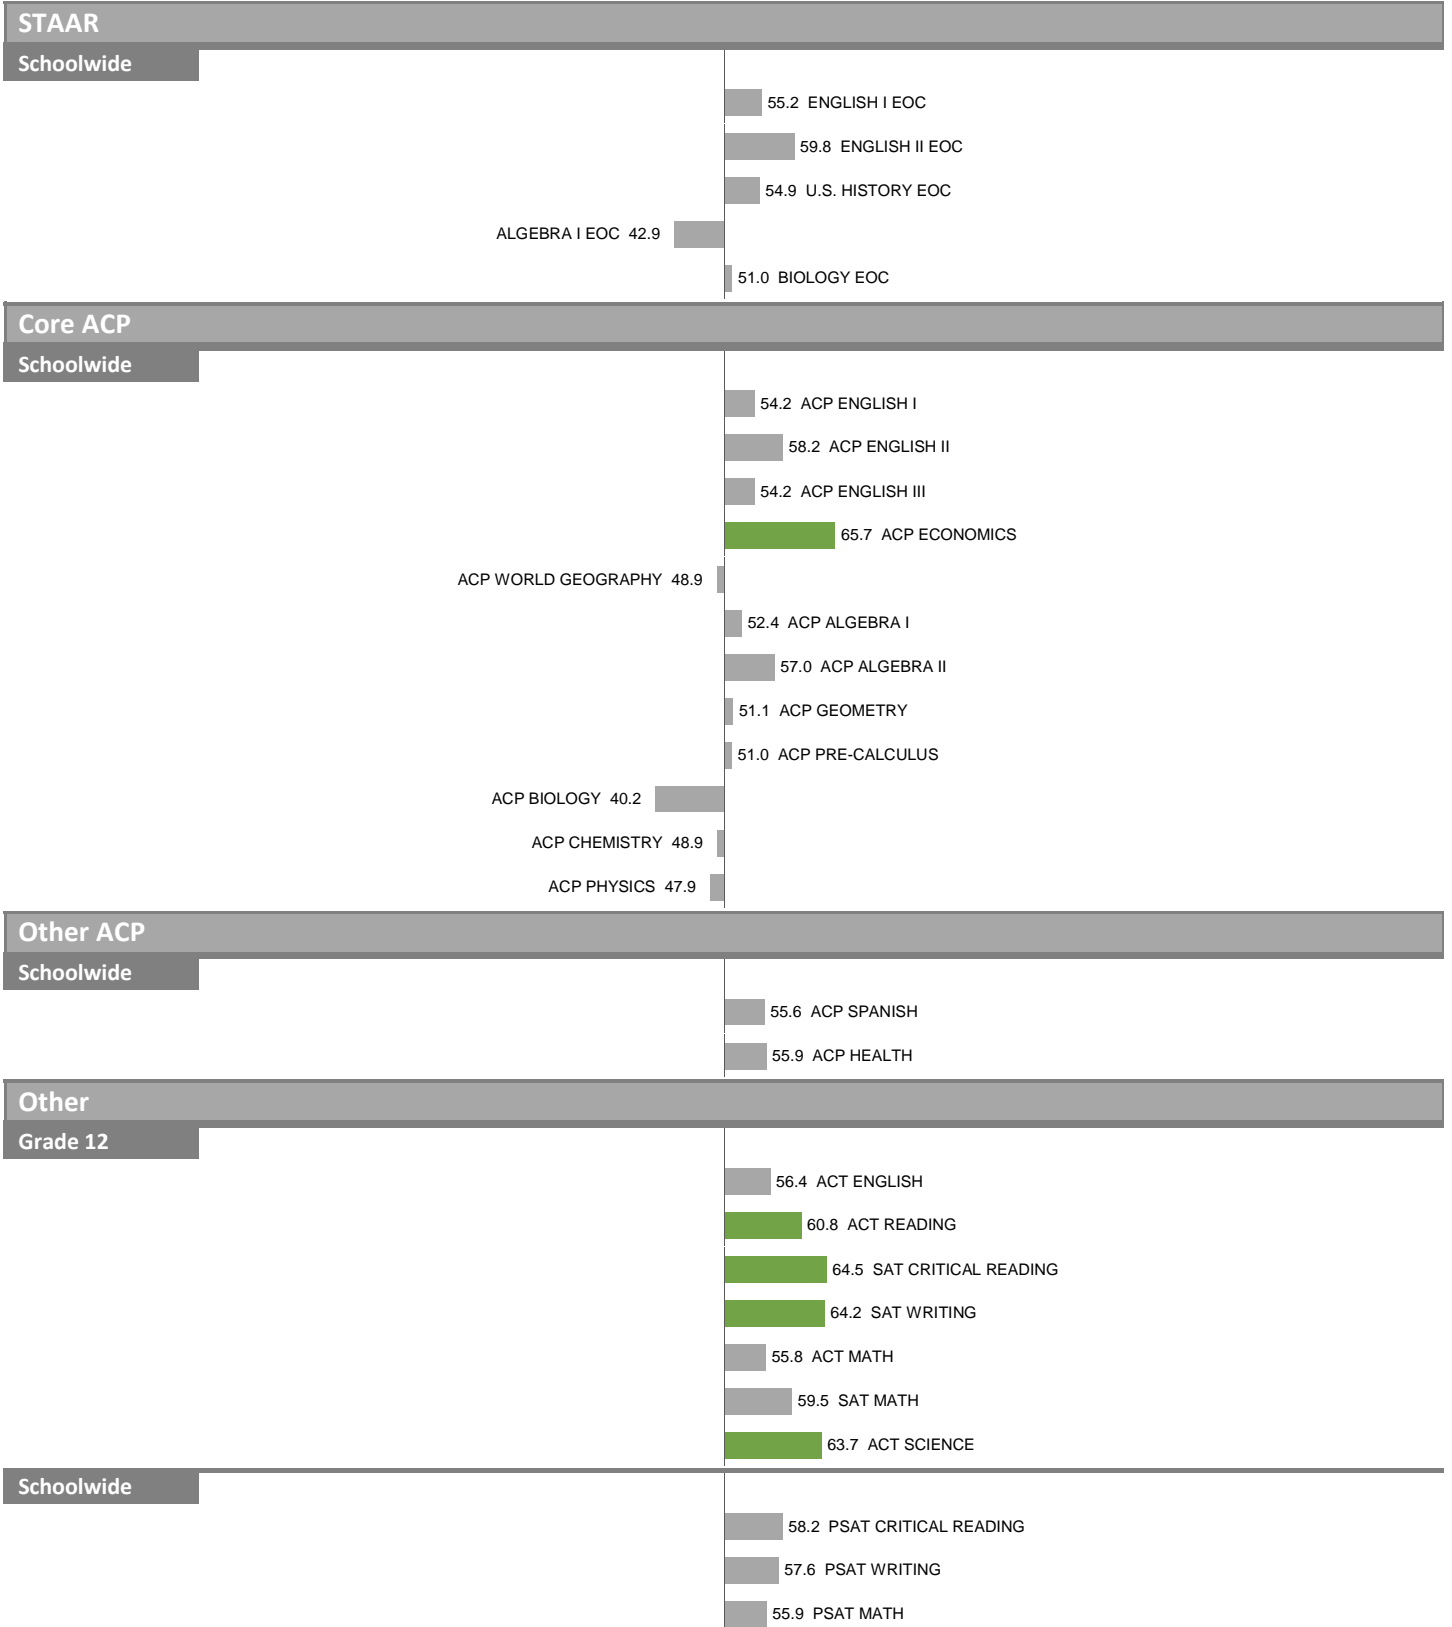 STAAR
Schoolwide
55.2 ENGLISH I EOC
59.8 ENGLISH II EOC
54.9 U.S. HISTORY EOC
ALGEBRA I EOC 42.9
51.0 BIOLOGY EOC
Core ACP
Schoolwide
54.2 ACP ENGLISH I
58.2 ACP ENGLISH II
54.2 ACP ENGLISH III
65.7 ACP ECONOMICS
ACP WORLD GEOGRAPHY 48.9
52.4 ACP ALGEBRA I
57.0 ACP ALGEBRA II
51.1 ACP GEOMETRY
51.0 ACP PRE-CALCULUS
ACP BIOLOGY 40.2
ACP CHEMISTRY 48.9
ACP PHYSICS 47.9
Other ACP
Schoolwide
55.6 ACP SPANISH
55.9 ACP HEALTH
Other
Grade 12
56.4 ACT ENGLISH
60.8 ACT READING
64.5 SAT CRITICAL READING
64.2 SAT WRITING
55.8 ACT MATH
59.5 SAT MATH
63.7 ACT SCIENCE
Schoolwide
58.2 PSAT CRITICAL READING
57.6 PSAT WRITING
55.9 PSAT MATH